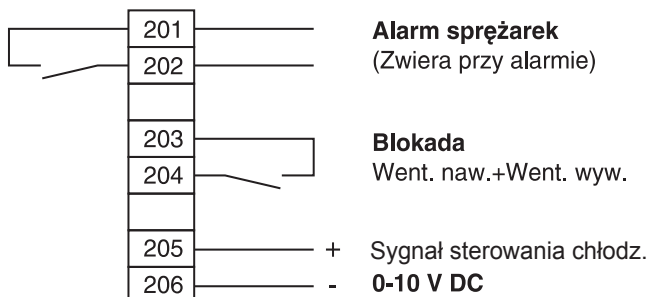 201 Alarm sprężarek
202 (Zwiera przy alarmie)
203 Blokada
204 Went. naw.+Went. wyw.
205 + Sygnał sterowania chłodz.
206 - 0-10 V DC